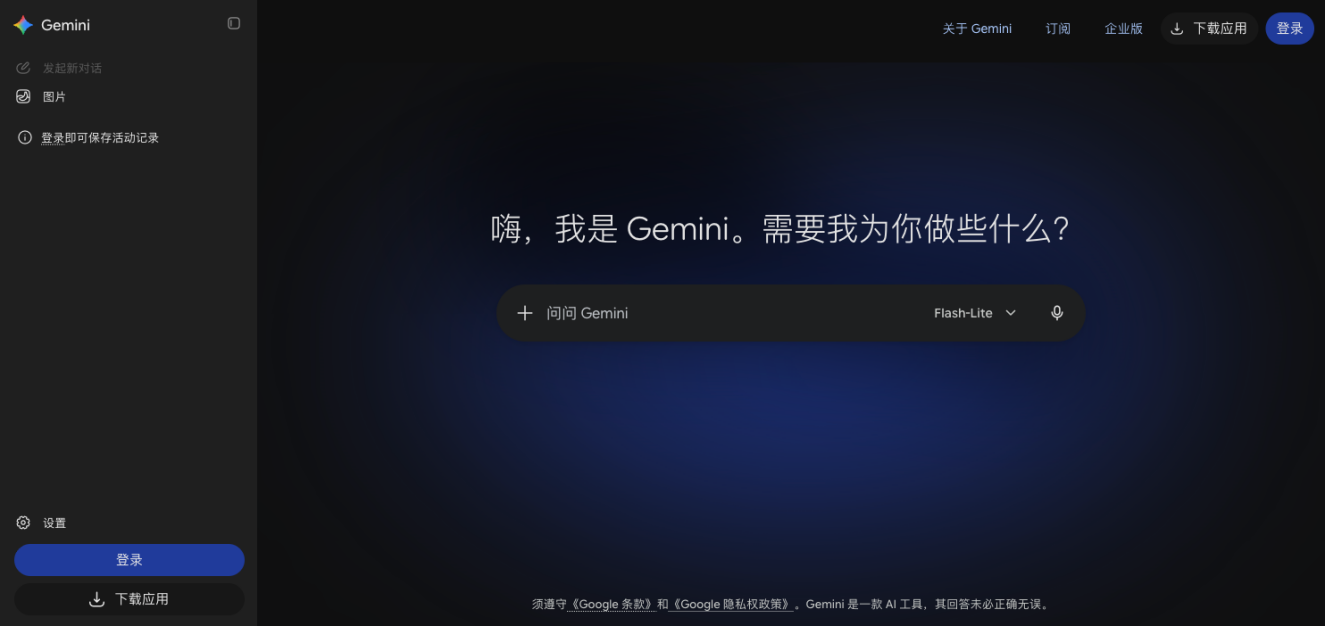 Gemini
发起新对话
图片
登录即可保存活动记录
设置
登录
下载应用
关于 Gemini
订阅
企业版
下载应用
登录
嗨，我是 Gemini。需要我为你做些什么？
问问 Gemini
Flash-Lite
须遵守《Google 条款》和《Google 隐私权政策》。Gemini 是一款 AI 工具，其回答未必正确无误。